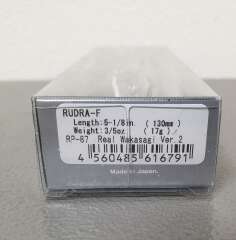 RUDRA-F
Length:5-1/8in. ( 130mm )
Weight:3/5oz. ( 17g )
RP-67 Real Wakasagi Ver.2
4 560485 616791
Made in Japan.